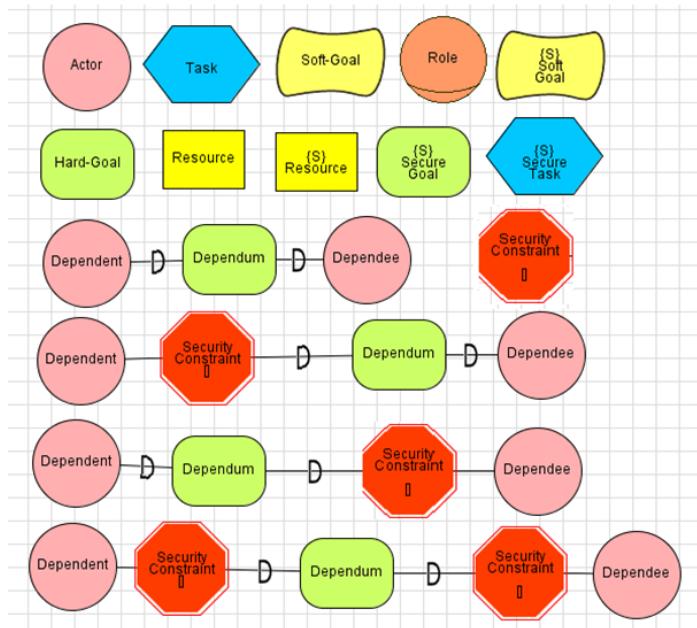 Actor
Task
Soft-Goal
Role
{S}
Soft
Goal
Hard-Goal
Resource
{S}
Resource
{S}
Secure
Goal
{S}
Secure
Task
Dependent
D
Dependum
D
Dependee
Security
Constraint
[]
Dependent
Security
Constraint
[]
D
Dependum
D
Dependee
Dependent
D
Dependum
D
Security
Constraint
[]
Dependee
Dependent
Security
Constraint
[]
D
Dependum
D
Security
Constraint
[]
Dependee